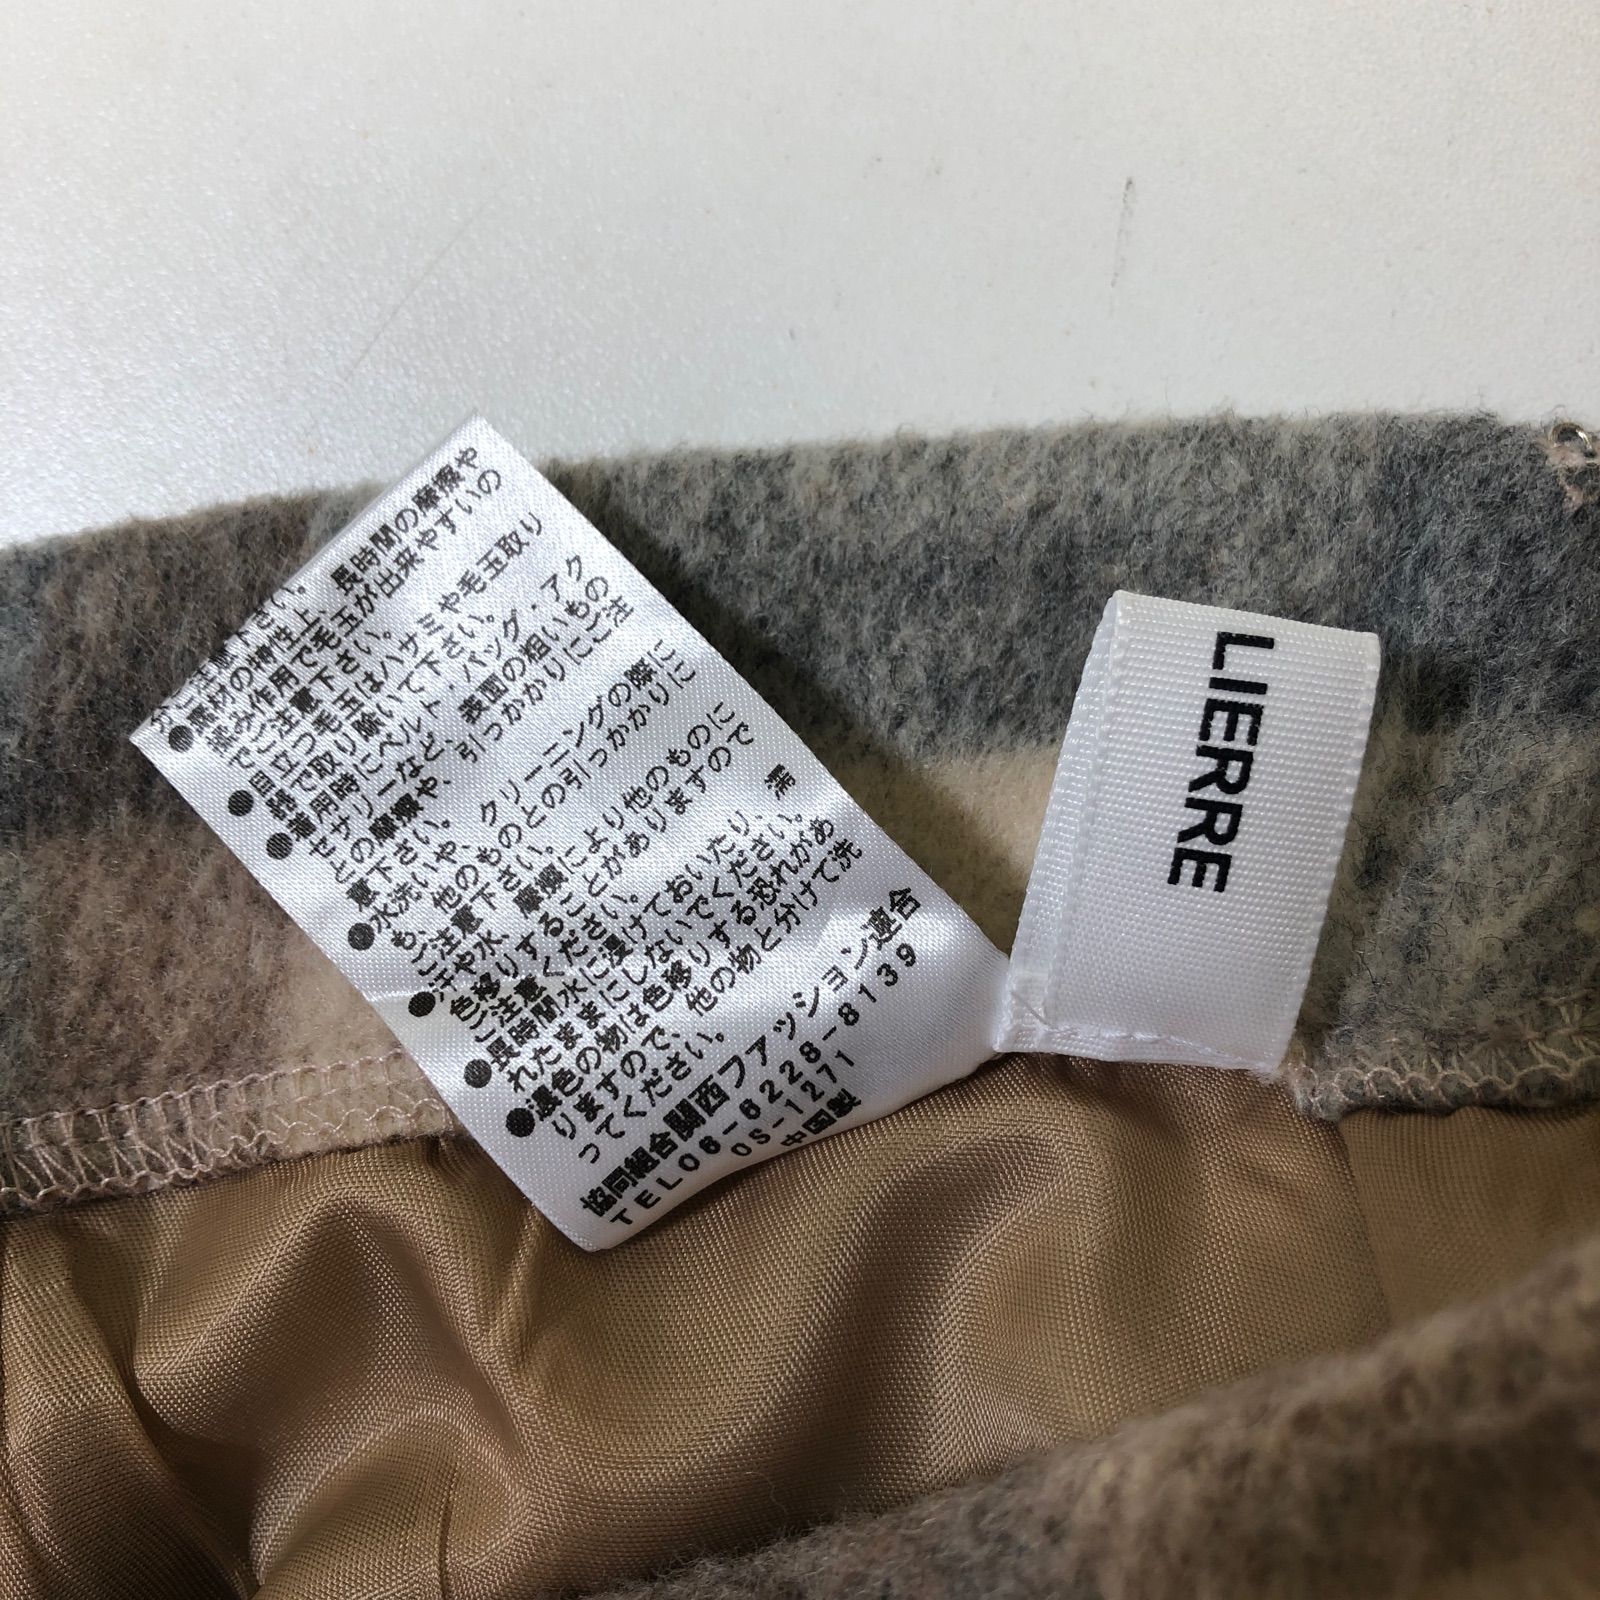 ご注意下さい。
●素材の特性上、長時間の摩擦や
揉み作用で毛玉が出来やすいの
でご注意下さい。
●目立つ毛玉はハサミや毛玉取り
等で取り除いて下さい。
●着用時にベルト・バッグ・アク
セサリーなど、表面の粗いもの
との摩擦や、引っかかりにご注
意下さい。
●水洗いや、クリーニングの際に
も、他のものとの引っかかりに
ご注意下さい。
●汗や水、摩擦により他のものに
色移りすることがありますので
ご注意ください。
●長時間水に浸けておいたり、濡
れたままにしないでください。
●濃色の物は色移りする恐れがあ
りますので、他の物と分けて洗
ってください。
協同組合関西ファッション連合
TEL06-6228-8139
OS-1271
中国製
LIERRE